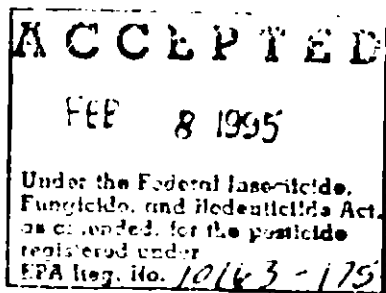 ACCEPTED
FEB 8 1995
Under the Federal Insecticide,
Fungicide, and Rodenticide Act,
as amended, for the pesticide
registered under
EPA Reg. No. 10163-175